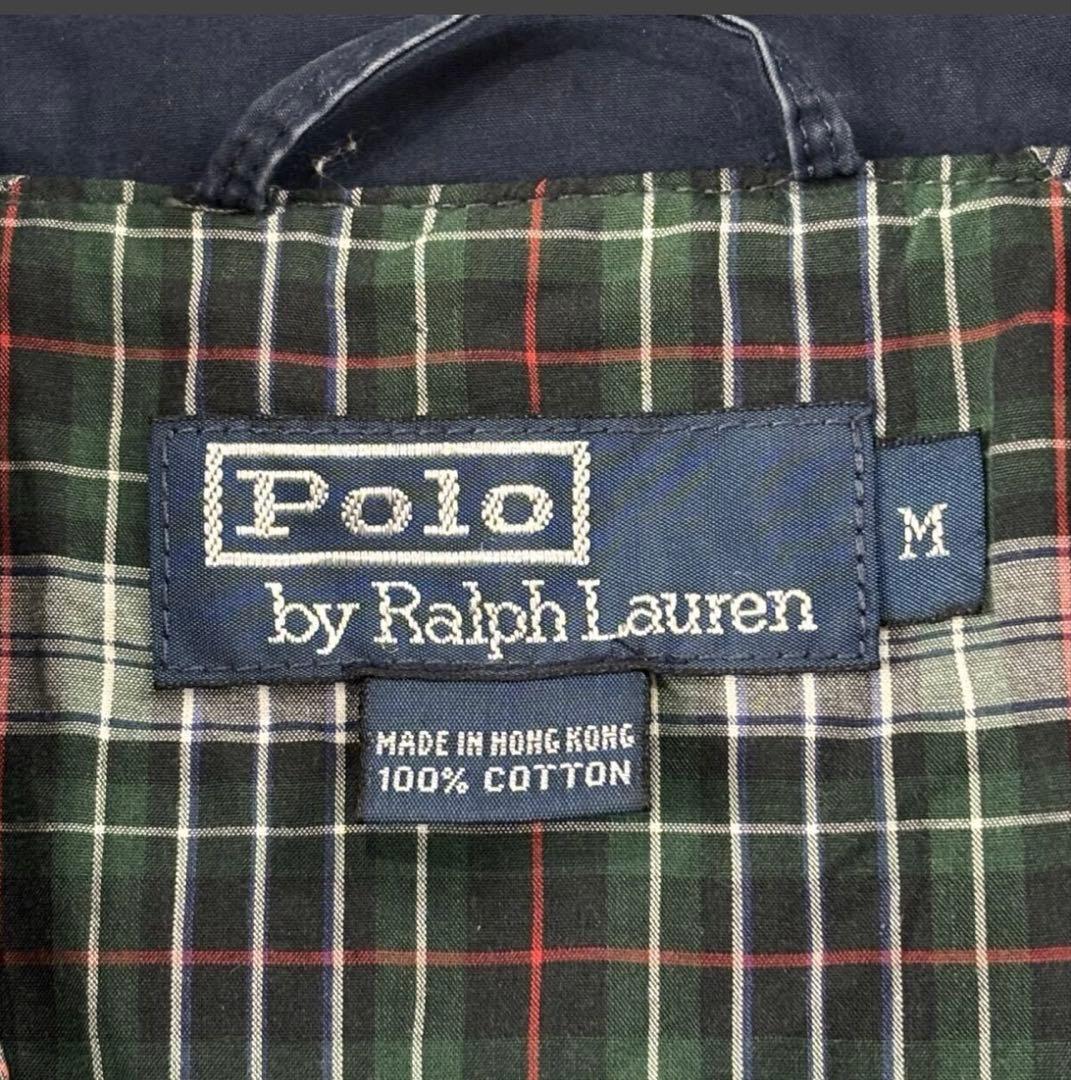 Polo
by Ralph Lauren
M
MADE IN HONG KONG
100% COTTON